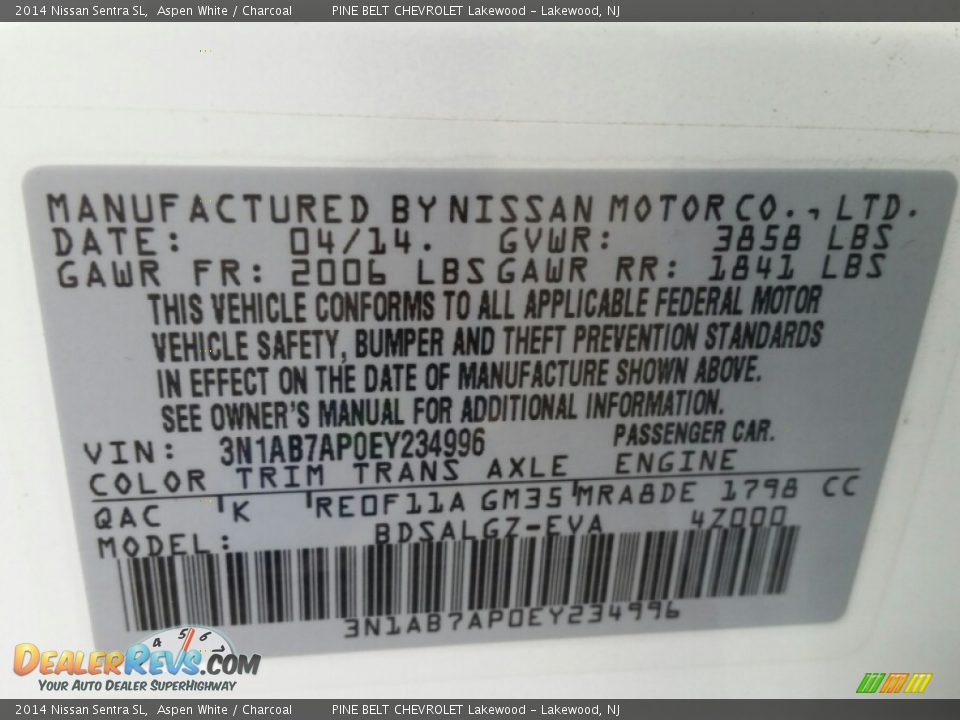 2014 Nissan Sentra SL, Aspen White / Charcoal PINE BELT CHEVROLET Lakewood - Lakewood, NJ
MANUFACTURED BY NISSAN MOTOR CO., LTD.
DATE: 04/14. GVWR: 3858 LBS
GAWR FR: 2006 LBS GAWR RR: 1841 LBS
THIS VEHICLE CONFORMS TO ALL APPLICABLE FEDERAL MOTOR
VEHICLE SAFETY, BUMPER AND THEFT PREVENTION STANDARDS
IN EFFECT ON THE DATE OF MANUFACTURE SHOWN ABOVE.
SEE OWNER'S MANUAL FOR ADDITIONAL INFORMATION.
VIN: 3N1AB7AP0EY234996 PASSENGER CAR.
COLOR TRIM TRANS AXLE ENGINE
QAC K RE0F11A GM35 MRA8DE 1798 CC
MODEL: BDSALGZ-EVA 47000
3N1AB7AP0EY234996
4 5 6 7
DEALERREVS.COM
YOUR AUTO DEALER SUPERHIGHWAY
2014 Nissan Sentra SL, Aspen White / Charcoal PINE BELT CHEVROLET Lakewood - Lakewood, NJ